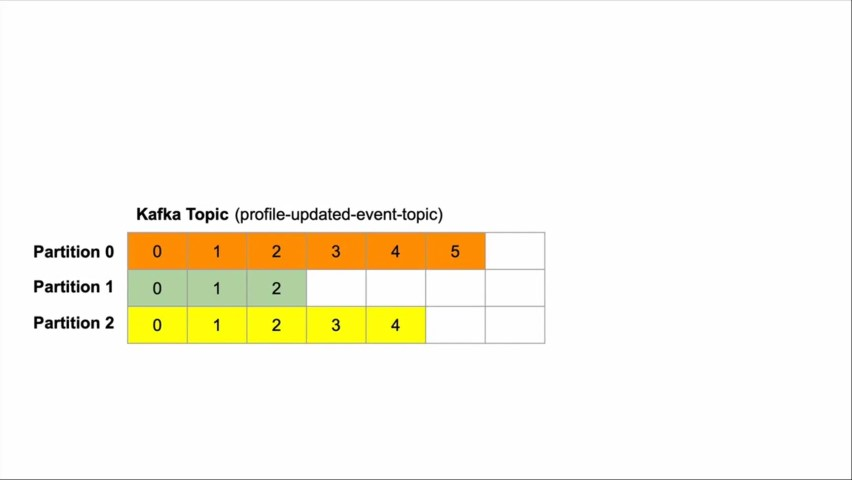 Kafka Topic (profile-updated-event-topic)
Partition 0 0 1 2 3 4 5
Partition 1 0 1 2
Partition 2 0 1 2 3 4